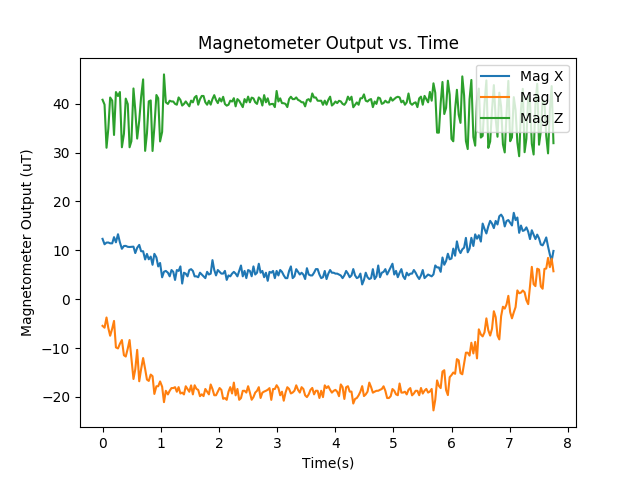 Magnetometer Output vs. Time
Magnetometer Output (uT)
40
30
20
10
0
−10
−20
Mag X
Mag Y
Mag Z
0 1 2 3 4 5 6 7 8
Time(s)